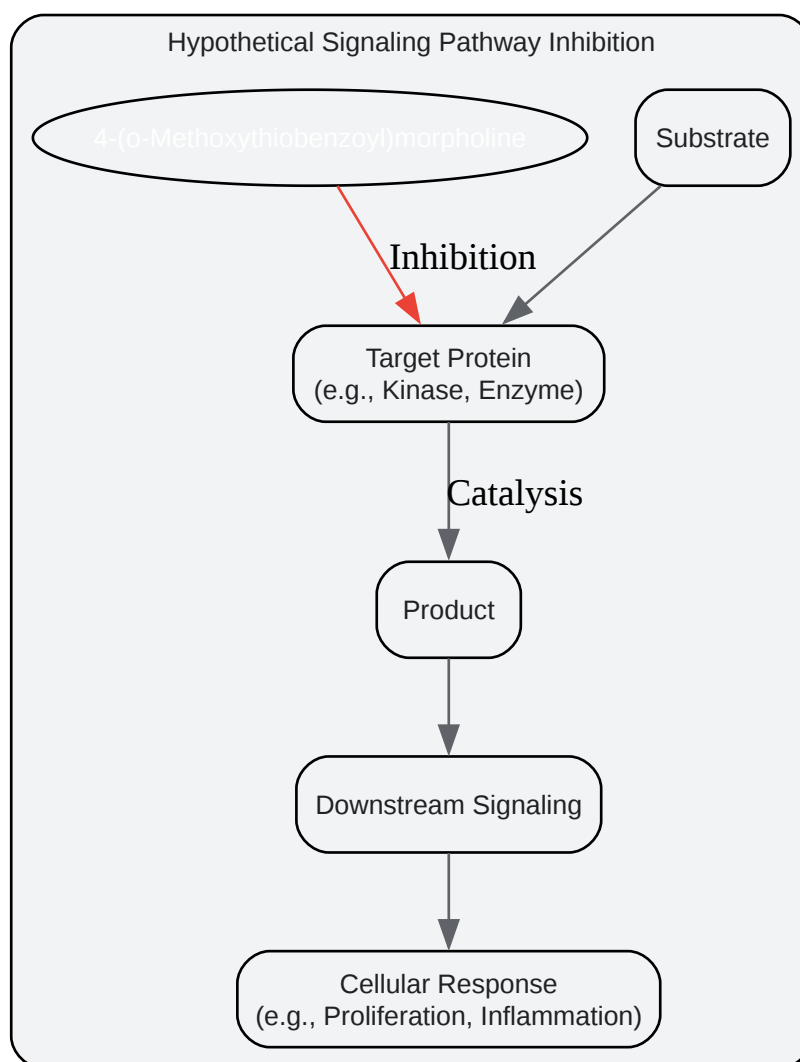 Hypothetical Signaling Pathway Inhibition
4-(o-Methoxythiobenzoyl)morpholine
Substrate
Inhibition
Target Protein
(e.g., Kinase, Enzyme)
Catalysis
Product
Downstream Signaling
Cellular Response
(e.g., Proliferation, Inflammation)